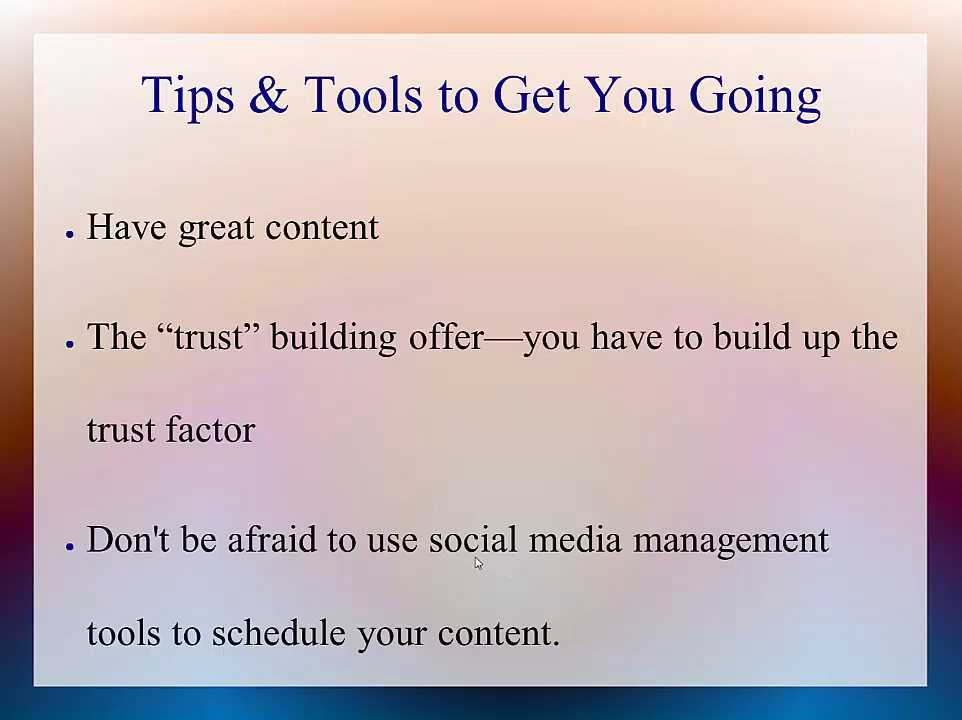 Tips & Tools to Get You Going
● Have great content
● The “trust” building offer—you have to build up the
trust factor
● Don't be afraid to use social media management
tools to schedule your content.